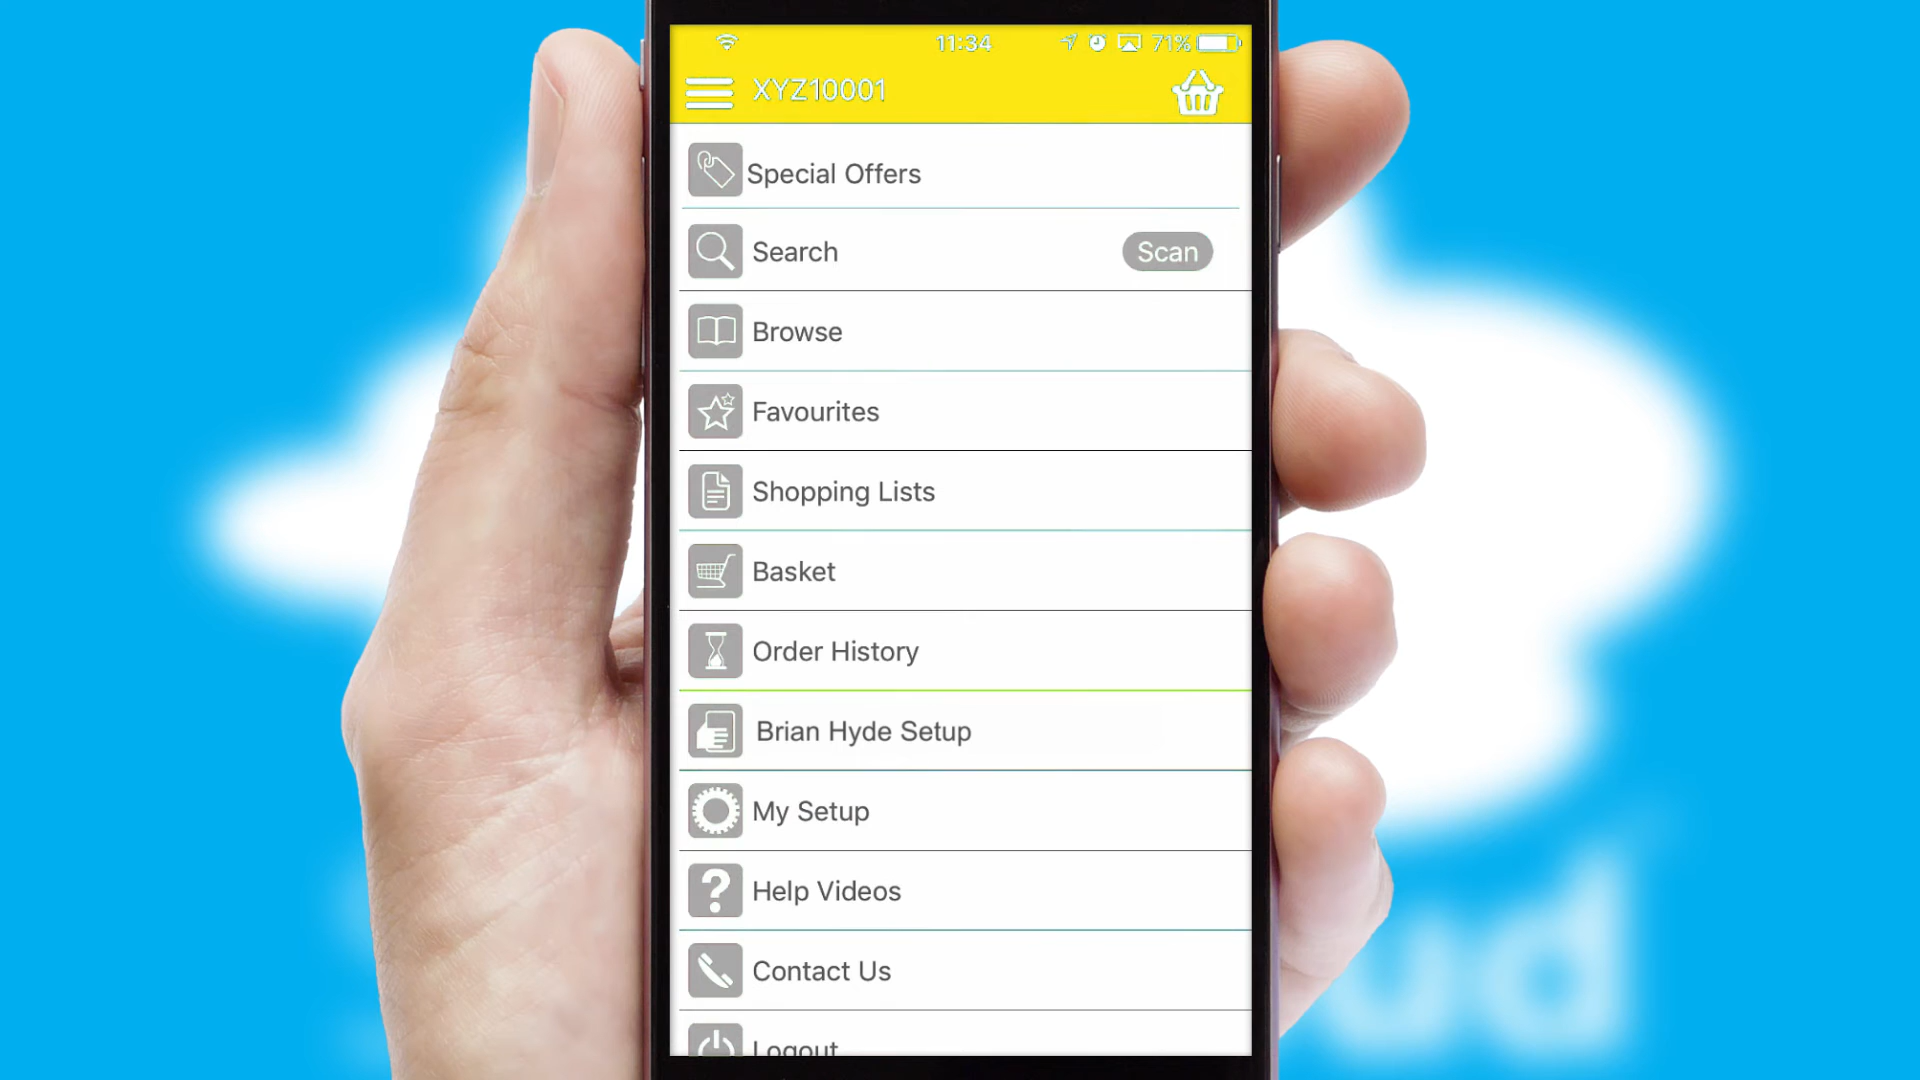 11:34 71%
XYZ10001
Special Offers
Search Scan
Browse
Favourites
Shopping Lists
Basket
Order History
Brian Hyde Setup
My Setup
Help Videos
Contact Us
Logout